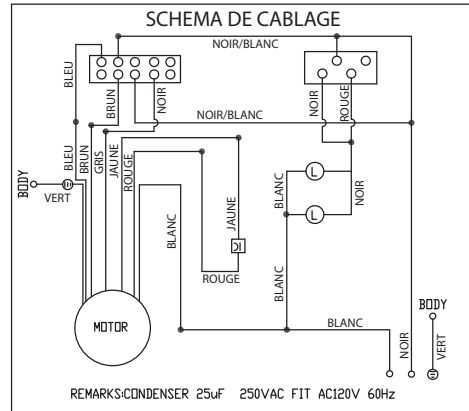 SCHEMA DE CABLAGE
NOIR/BLANC
BLEU
BRUN
NOIR
NOIR
ROUGE
NOIR/BLANC
BLEU
BRUN
GRIS
JAUNE
ROUGE
BODY
VERT
BLANC
JAUNE
ROUGE
BLANC
L
L
NOIR
BLANC
MOTOR
BLANC
NOIR
BODY
VERT
REMARKS:CONDENSER 25uF 250VAC FIT AC120V 60Hz